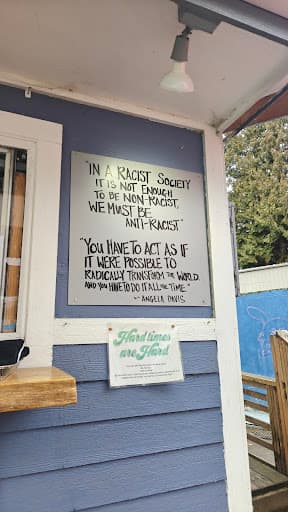 "IN A RACIST SOCIETY
IT IS NOT ENOUGH
TO BE NON-RACIST,
WE MUST BE
ANTI-RACIST"
"YOU HAVE TO ACT AS IF
IT WERE POSSIBLE TO
RADICALLY TRANSFORM THE WORLD.
AND YOU HAVE TO DO IT ALL THE TIME."
- ANGELA DAVIS
Hard times
are Hard